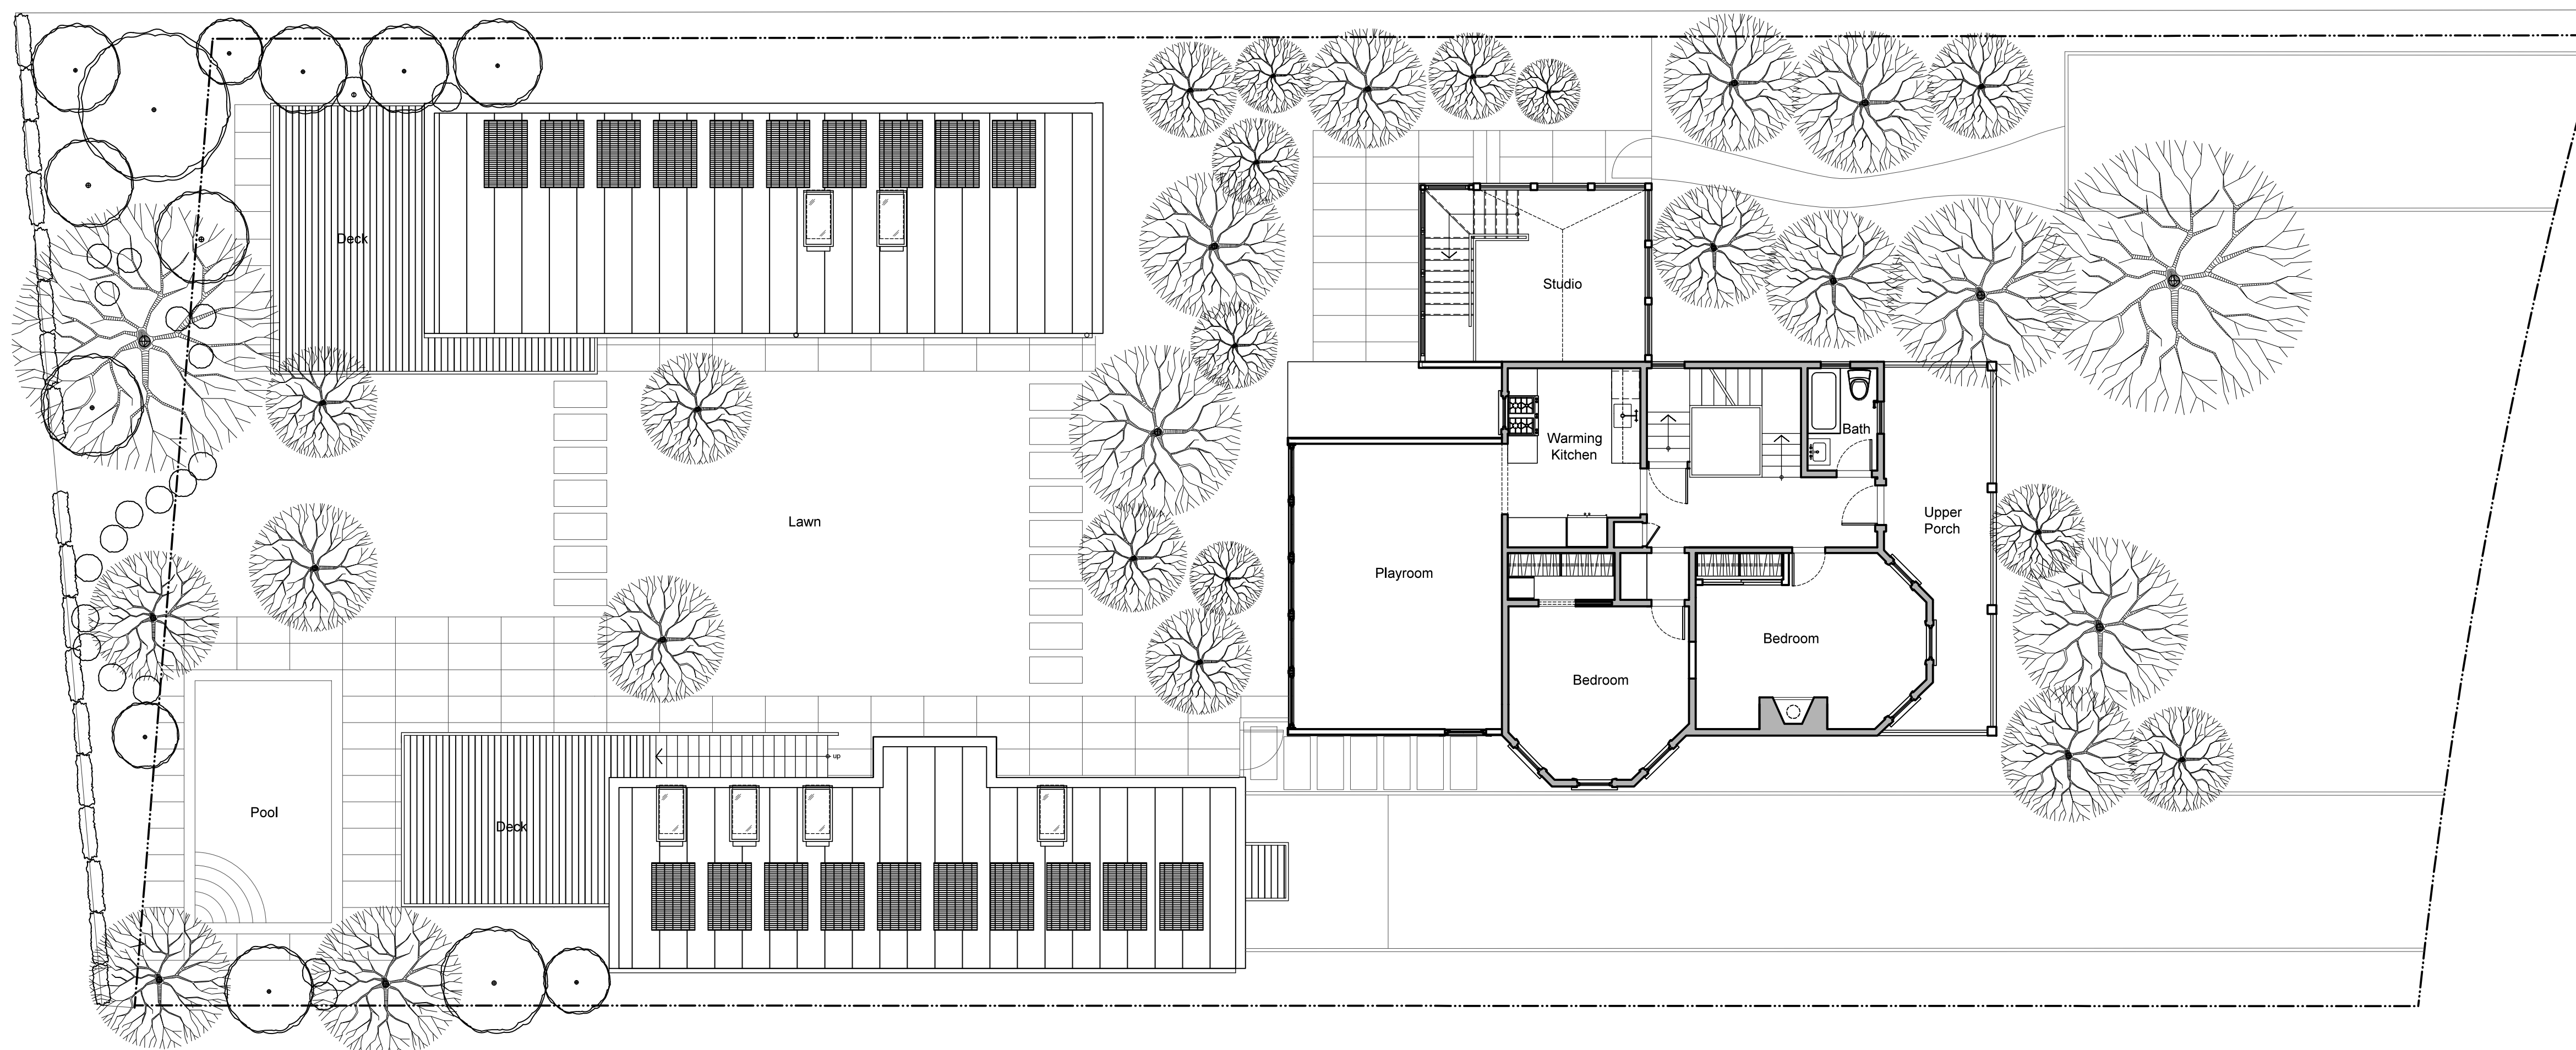 Deck
Studio
Bath
Warming
Kitchen
Lawn
Upper
Porch
Playroom
Bedroom
Bedroom
up
Pool
Deck